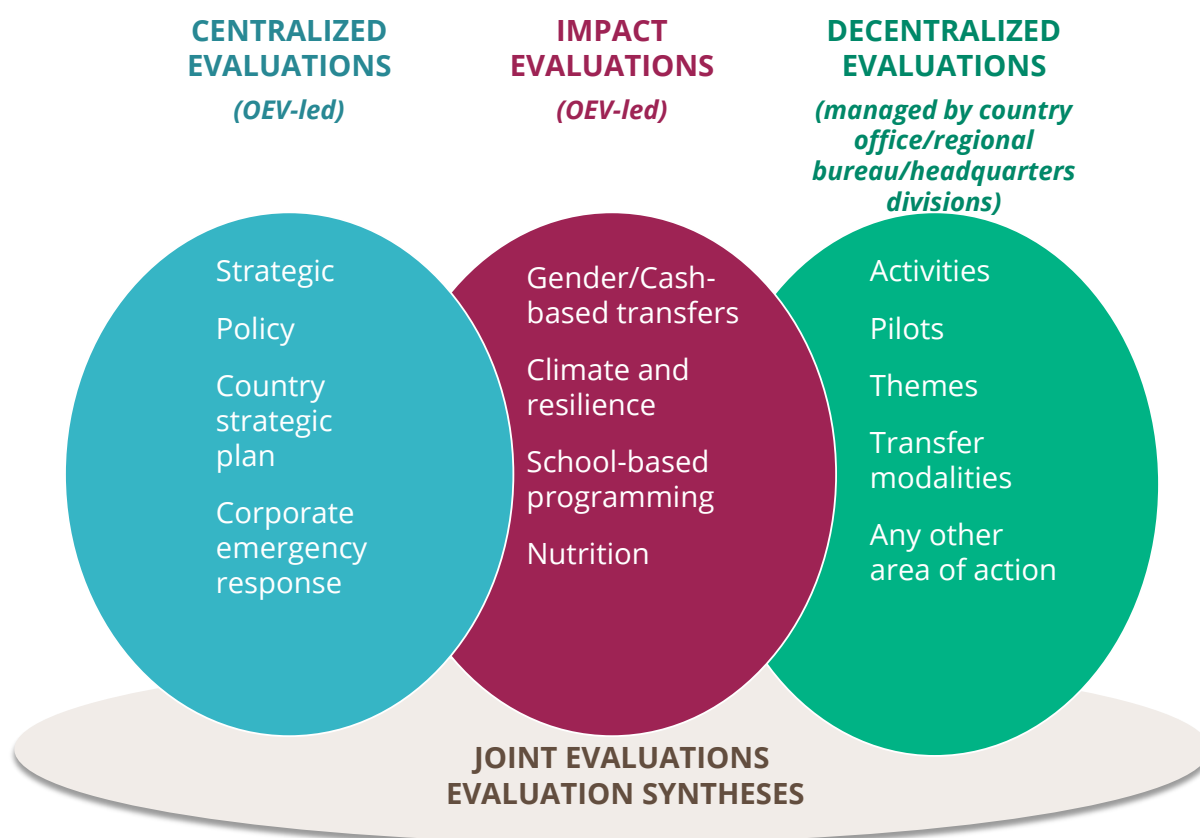 CENTRALIZED
EVALUATIONS
(OEV-led)
IMPACT
EVALUATIONS
(OEV-led)
DECENTRALIZED
EVALUATIONS
(managed by country
office/regional
bureau/headquarters
divisions)
Strategic
Policy
Country
strategic
plan
Corporate
emergency
response
Gender/Cash-
based transfers
Climate and
resilience
School-based
programming
Nutrition
Activities
Pilots
Themes
Transfer
modalities
Any other
area of action
JOINT EVALUATIONS
EVALUATION SYNTHESES